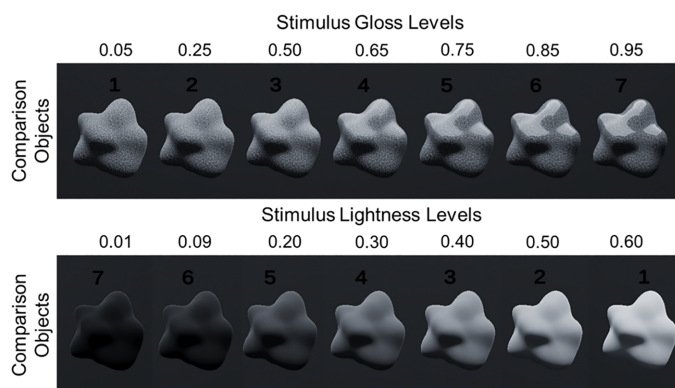 Stimulus Gloss Levels
0.05 0.25 0.50 0.65 0.75 0.85 0.95
Comparison
Objects
1 2 3 4 5 6 7
Stimulus Lightness Levels
0.01 0.09 0.20 0.30 0.40 0.50 0.60
Comparison
Objects
7 6 5 4 3 2 1